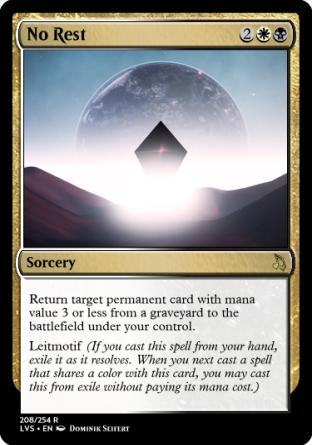 No Rest 2
Sorcery
Return target permanent card with mana
value 3 or less from a graveyard to the
battlefield under your control.
Leitmotif (If you cast this spell from your hand,
exile it as it resolves. When you next cast a spell
that shares a color with this card, you may cast
this from exile without paying its mana cost.)
208/254 R
LVS • EN Dominik Seifert